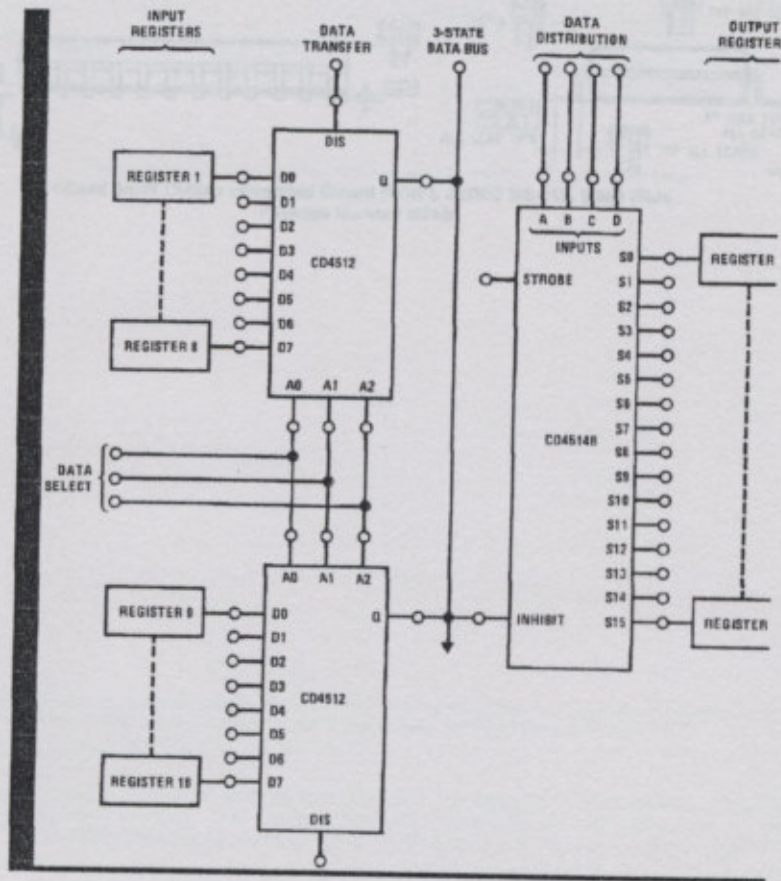 INPUT
REGISTERS
DATA
TRANSFER
3-STATE
DATA BUS
DATA
DISTRIBUTION
OUTPUT
REGISTER
DIS
REGISTER 1
D0
D1
D2
D3
D4
D5
D6
D7
CD4512
Q
REGISTER 8
A0 A1 A2
A B C D
INPUTS
STROBE
CD4514B
S0
S1
S2
S3
S4
S5
S6
S7
S8
S9
S10
S11
S12
S13
S14
S15
INHIBIT
REGISTER
REGISTER
DATA
SELECT
A0 A1 A2
REGISTER 9
D0
D1
D2
D3
D4
D5
D6
D7
CD4512
Q
REGISTER 16
DIS